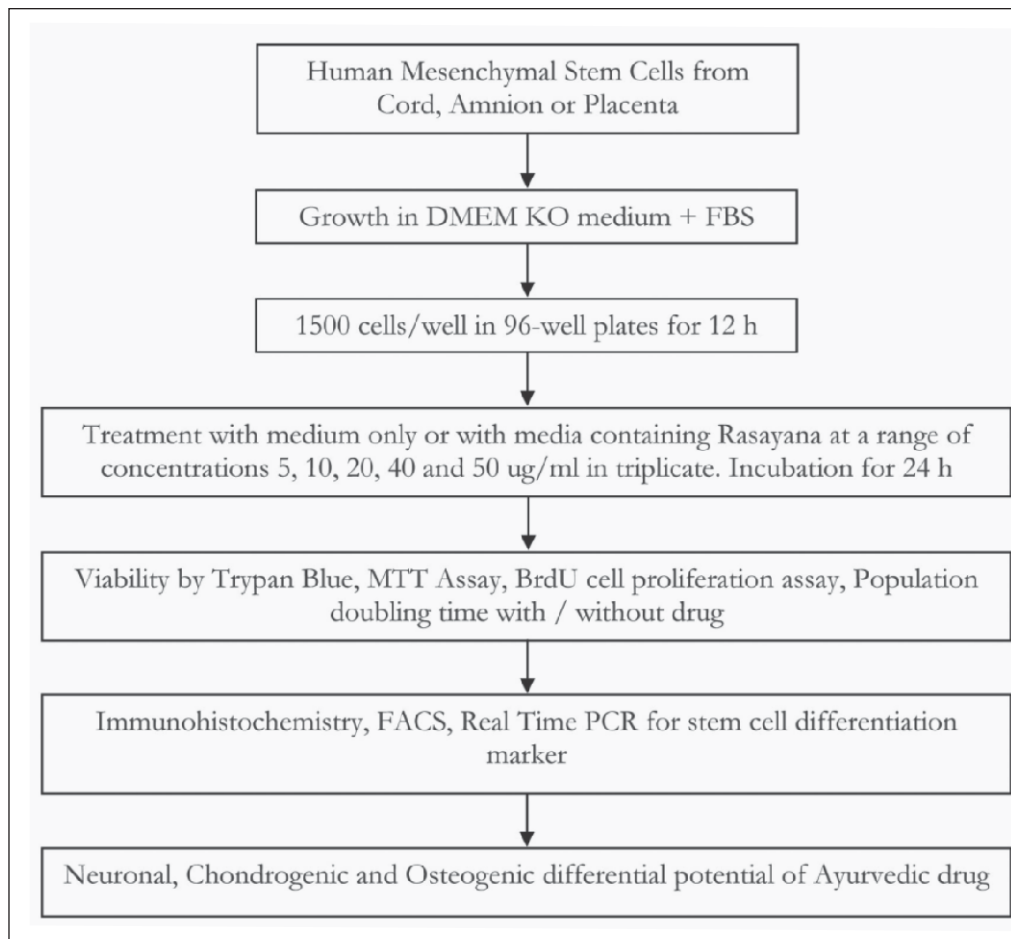 Human Mesenchymal Stem Cells from
Cord, Amnion or Placenta
Growth in DMEM KO medium + FBS
1500 cells/well in 96-well plates for 12 h
Treatment with medium only or with media containing Rasayana at a range of
concentrations 5, 10, 20, 40 and 50 ug/ml in triplicate. Incubation for 24 h
Viability by Trypan Blue, MTT Assay, BrdU cell proliferation assay, Population
doubling time with / without drug
Immunohistochemistry, FACS, Real Time PCR for stem cell differentiation
marker
Neuronal, Chondrogenic and Osteogenic differential potential of Ayurvedic drug